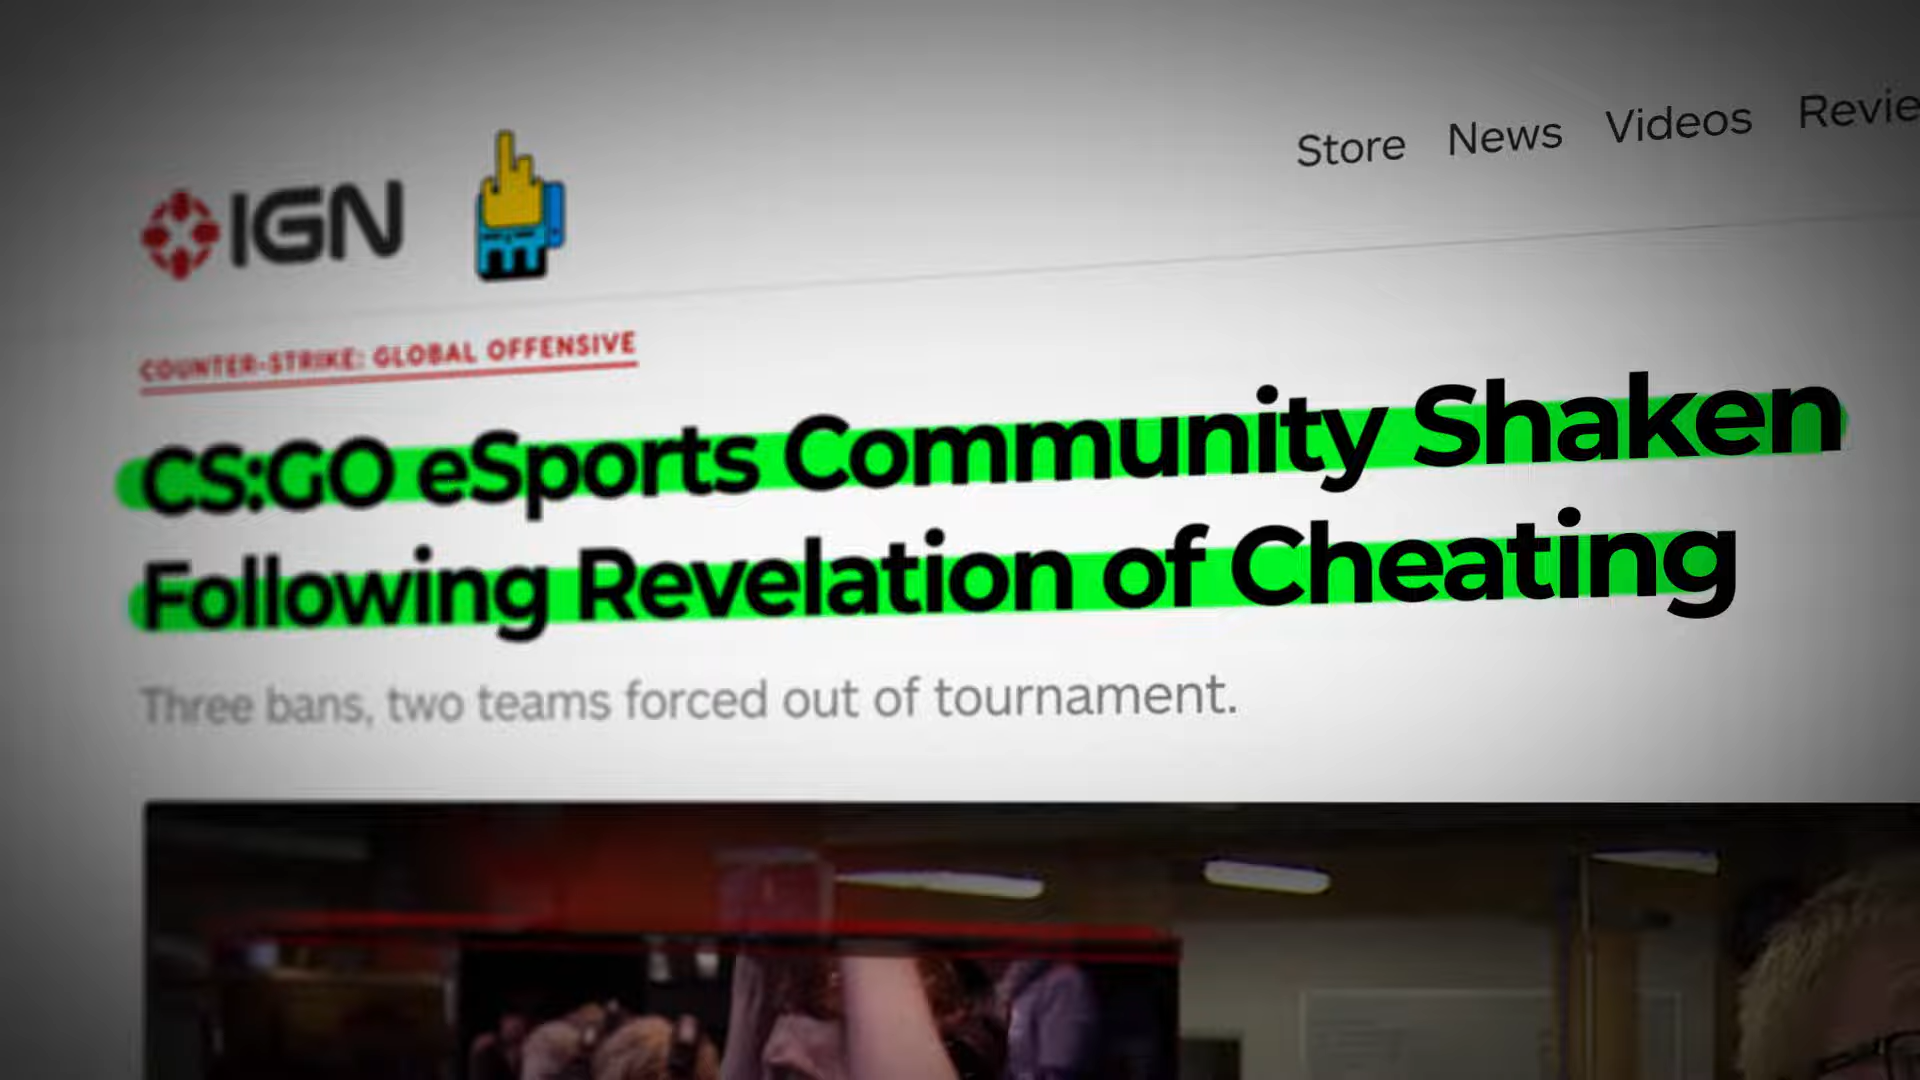 IGN
Store News Videos Revie
COUNTER-STRIKE: GLOBAL OFFENSIVE
CS:GO eSports Community Shaken
Following Revelation of Cheating
Three bans, two teams forced out of tournament.